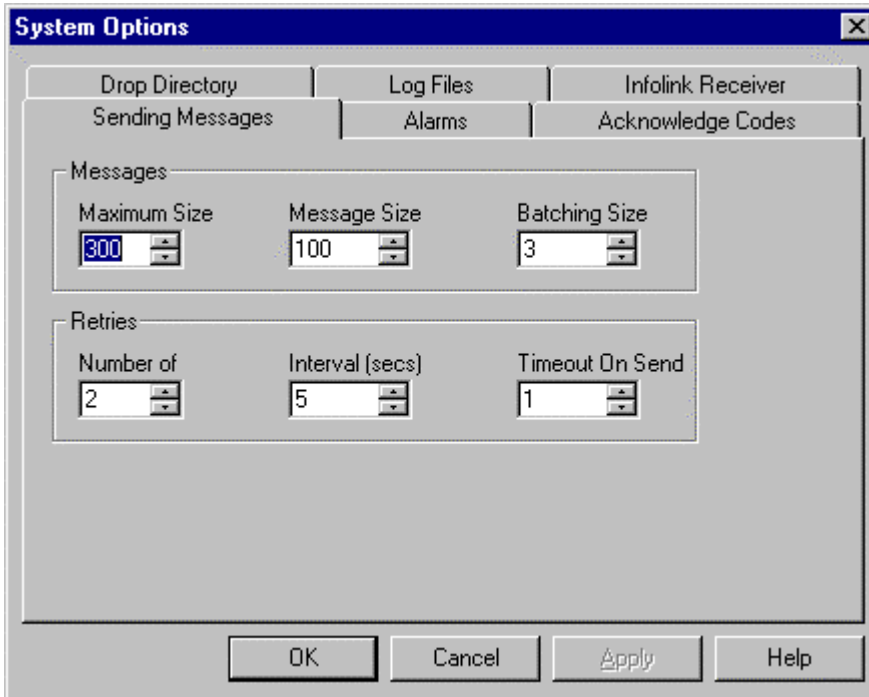 System Options
Drop Directory Log Files Infolink Receiver
Sending Messages Alarms Acknowledge Codes
Messages
Maximum Size Message Size Batching Size
300 100 3
Retries
Number of Interval (secs) Timeout On Send
2 5 1
OK Cancel Apply Help